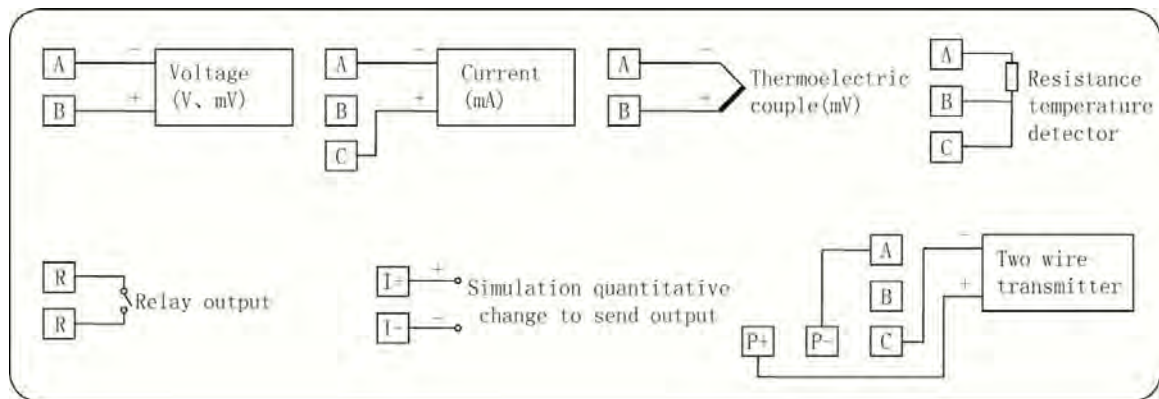 A
-
B
+
Voltage
(V、mV)
A
-
B
+
C
Current
(mA)
A
-
B
+
Thermoelectric
couple(mV)
A
B
C
Resistance
temperature
detector
R
R
Relay output
I+
+
I-
-
Simulation quantitative
change to send output
P+
P-
A
B
C
-
+
Two wire
transmitter